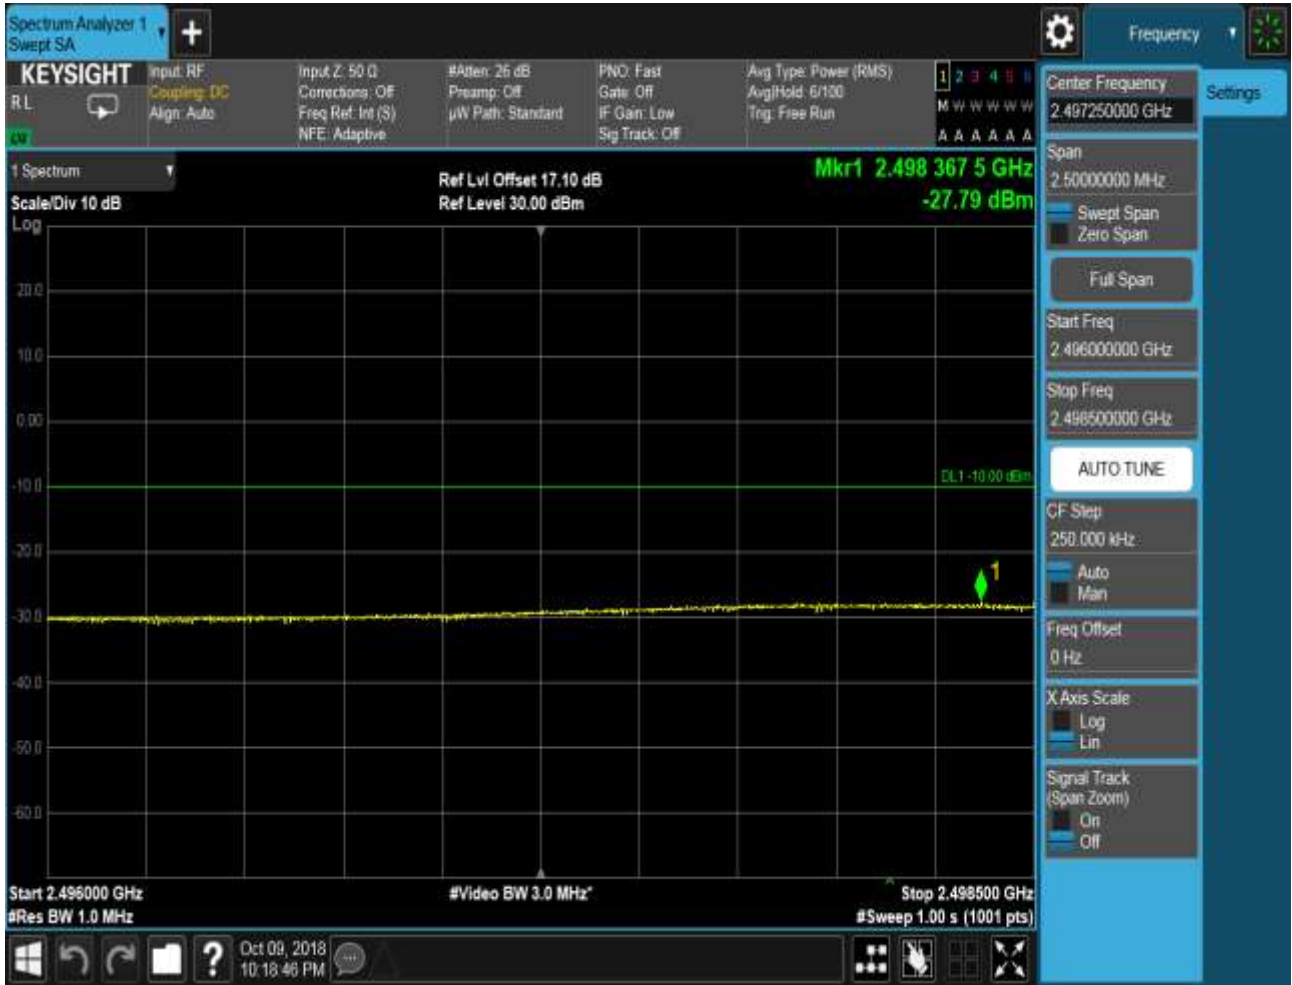 Spectrum Analyzer 1
Swept SA
Frequency
KEYSIGHT
R L
LW
Input: RF
Coupling: DC
Align: Auto
Input Z: 50 Ω
Corrections: Off
Freq Ref: Int (S)
NFE: Adaptive
#Atten: 26 dB
Preamp: Off
µW Path: Standard
PNO: Fast
Gate: Off
IF Gain: Low
Sig Track: Off
Avg Type: Power (RMS)
Avg|Hold: 6/100
Trig: Free Run
1 2 3 4 5 6
M W W W W W
A A A A A A
1 Spectrum
Scale/Div 10 dB
Log
Ref Lvl Offset 17.10 dB
Ref Level 30.00 dBm
Mkr1 2.498 367 5 GHz
-27.79 dBm
20.0
10.0
0.00
-10.0
-20.0
-30.0
-40.0
-50.0
-60.0
DL1 -10.00 dBm
1
Start 2.496000 GHz
#Res BW 1.0 MHz
#Video BW 3.0 MHz*
Stop 2.498500 GHz
#Sweep 1.00 s (1001 pts)
Oct 09, 2018
10:18:46 PM
Center Frequency
2.497250000 GHz
Span
2.50000000 MHz
Swept Span
Zero Span
Full Span
Start Freq
2.496000000 GHz
Stop Freq
2.498500000 GHz
AUTO TUNE
CF Step
250.000 kHz
Auto
Man
Freq Offset
0 Hz
X Axis Scale
Log
Lin
Signal Track
(Span Zoom)
On
Off
Settings